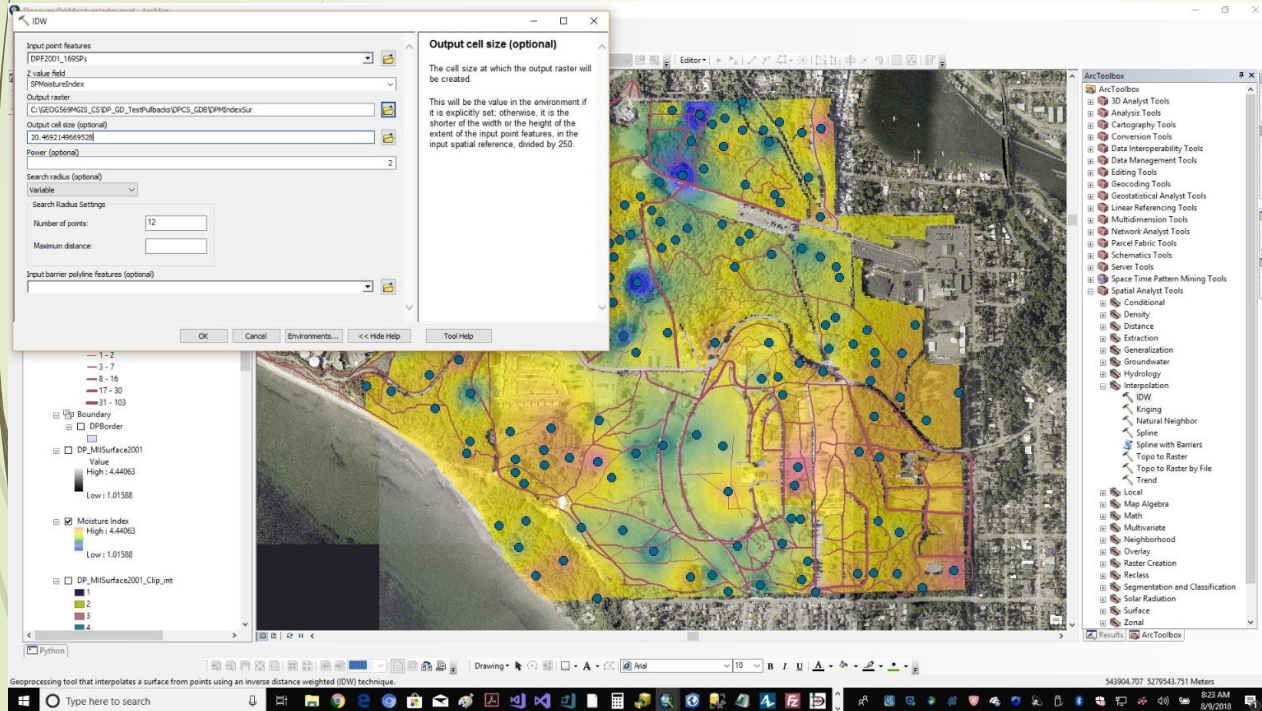 IDW
Input point features
DPF2001_169SPs
Z value field
SPMoistureIndex
Output raster
C:\GEOG569MGIS_CS\DP_GD_TestPullbacks\DPCS_GDB\DPMIndexSur
Output cell size (optional)
20.4692149669528
Power (optional)
2
Search radius (optional)
Variable
Search Radius Settings
Number of points:
12
Maximum distance:
Input barrier polyline features (optional)
OK
Cancel
Environments...
<< Hide Help
Tool Help
Output cell size (optional)
The cell size at which the output raster will
be created.
This will be the value in the environment if
it is explicitly set; otherwise, it is the
shorter of the width or the height of the
extent of the input point features, in the
input spatial reference, divided by 250.
Editor
1 - 2
3 - 7
8 - 16
17 - 30
31 - 103
Boundary
DPBorder
DP_MIISurface2001
Value
High : 4.44063
Low : 1.01588
Moisture Index
High : 4.44063
Low : 1.01588
DP_MIISurface2001_Clip_int
1
2
3
4
Python
ArcToolbox
ArcToolbox
3D Analyst Tools
Analysis Tools
Cartography Tools
Conversion Tools
Data Interoperability Tools
Data Management Tools
Editing Tools
Geocoding Tools
Geostatistical Analyst Tools
Linear Referencing Tools
Multidimension Tools
Network Analyst Tools
Parcel Fabric Tools
Schematics Tools
Server Tools
Space Time Pattern Mining Tools
Spatial Analyst Tools
Conditional
Density
Distance
Extraction
Generalization
Groundwater
Hydrology
Interpolation
IDW
Kriging
Natural Neighbor
Spline
Spline with Barriers
Topo to Raster
Topo to Raster by File
Trend
Local
Map Algebra
Math
Multivariate
Neighborhood
Overlay
Raster Creation
Reclass
Segmentation and Classification
Solar Radiation
Surface
Zonal
Results
ArcToolbox
Drawing
Arial
10
B I U A
Geoprocessing tool that interpolates a surface from points using an inverse distance weighted (IDW) technique.
543904.707 5279543.751 Meters
Type here to search
8:23 AM
8/9/2018